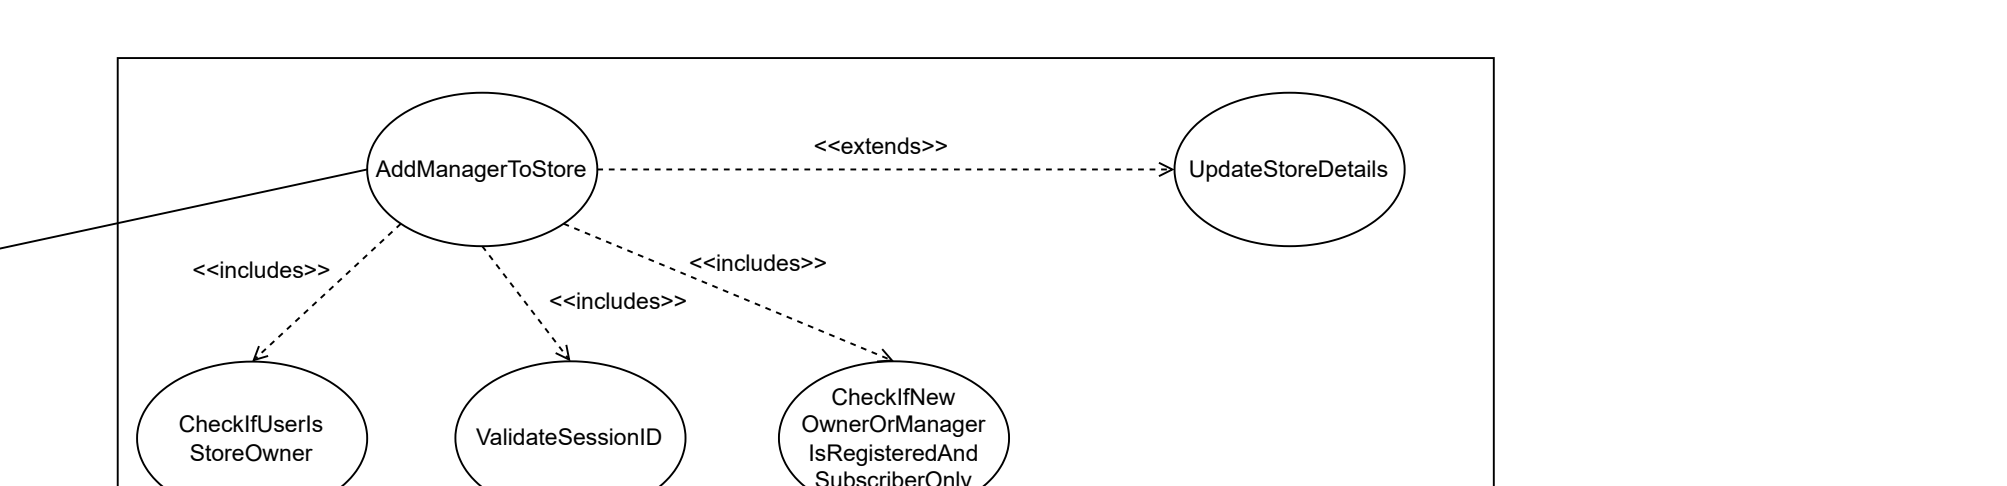 <<extends>>
AddManagerToStore
UpdateStoreDetails
<<includes>>
<<includes>>
<<includes>>
CheckIfUserIs
StoreOwner
ValidateSessionID
CheckIfNew
OwnerOrManager
IsRegisteredAnd
SubscriberOnly